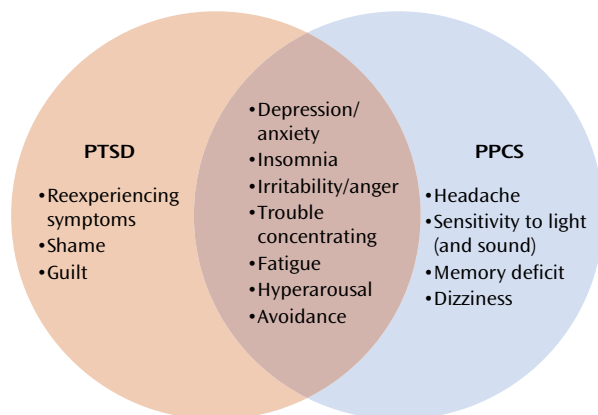 PTSD
•Reexperiencing
symptoms
•Shame
•Guilt
•Depression/
anxiety
•Insomnia
•Irritability/anger
•Trouble
concentrating
•Fatigue
•Hyperarousal
•Avoidance
PPCS
•Headache
•Sensitivity to light
(and sound)
•Memory deficit
•Dizziness